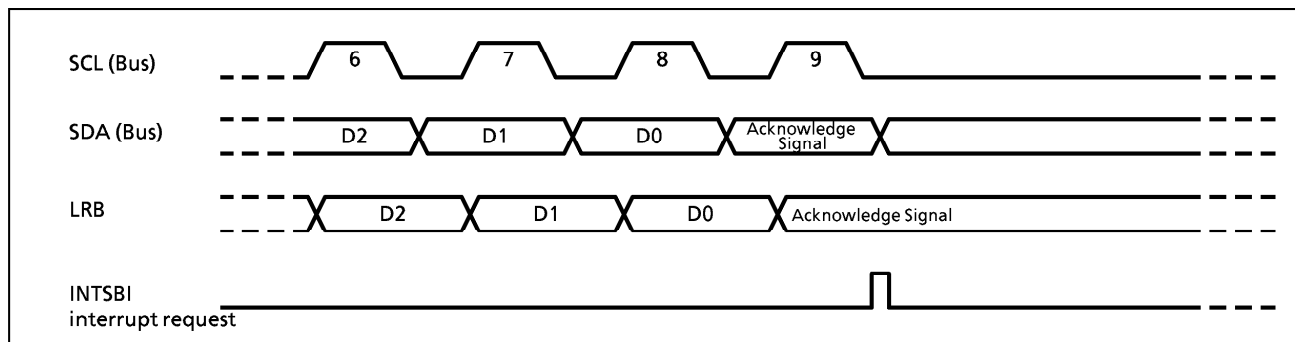 SCL (Bus)
6 7 8 9
SDA (Bus)
D2 D1 D0 Acknowledge
Signal
LRB
D2 D1 D0 Acknowledge Signal
INTSBI
interrupt request